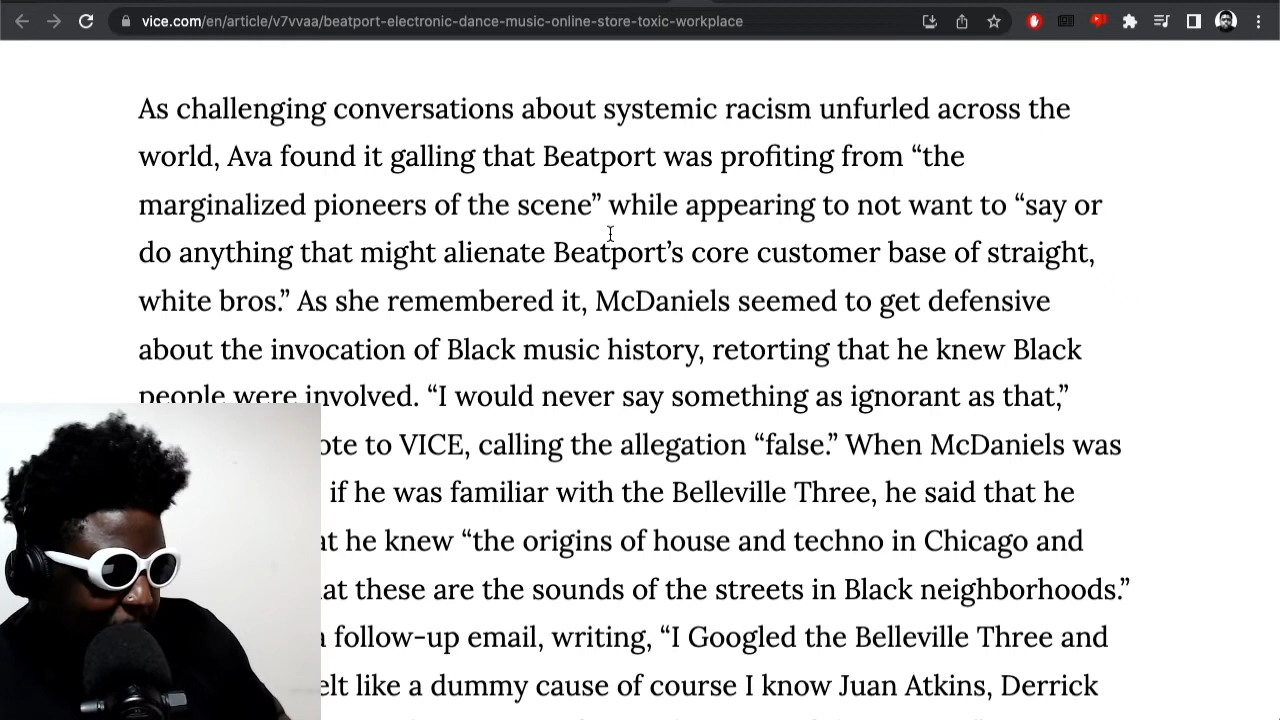 vice.com/en/article/v7vvaa/beatport-electronic-dance-music-online-store-toxic-workplace
As challenging conversations about systemic racism unfurled across the
world, Ava found it galling that Beatport was profiting from “the
marginalized pioneers of the scene” while appearing to not want to “say or
do anything that might alienate Beatport’s core customer base of straight,
white bros.” As she remembered it, McDaniels seemed to get defensive
about the invocation of Black music history, retorting that he knew Black
people were involved. “I would never say something as ignorant as that,”
to VICE, calling the allegation “false.” When McDaniels was
if he was familiar with the Belleville Three, he said that he
he knew “the origins of house and techno in Chicago and
these are the sounds of the streets in Black neighborhoods.”
follow-up email, writing, “I Googled the Belleville Three and
like a dummy cause of course I know Juan Atkins, Derrick